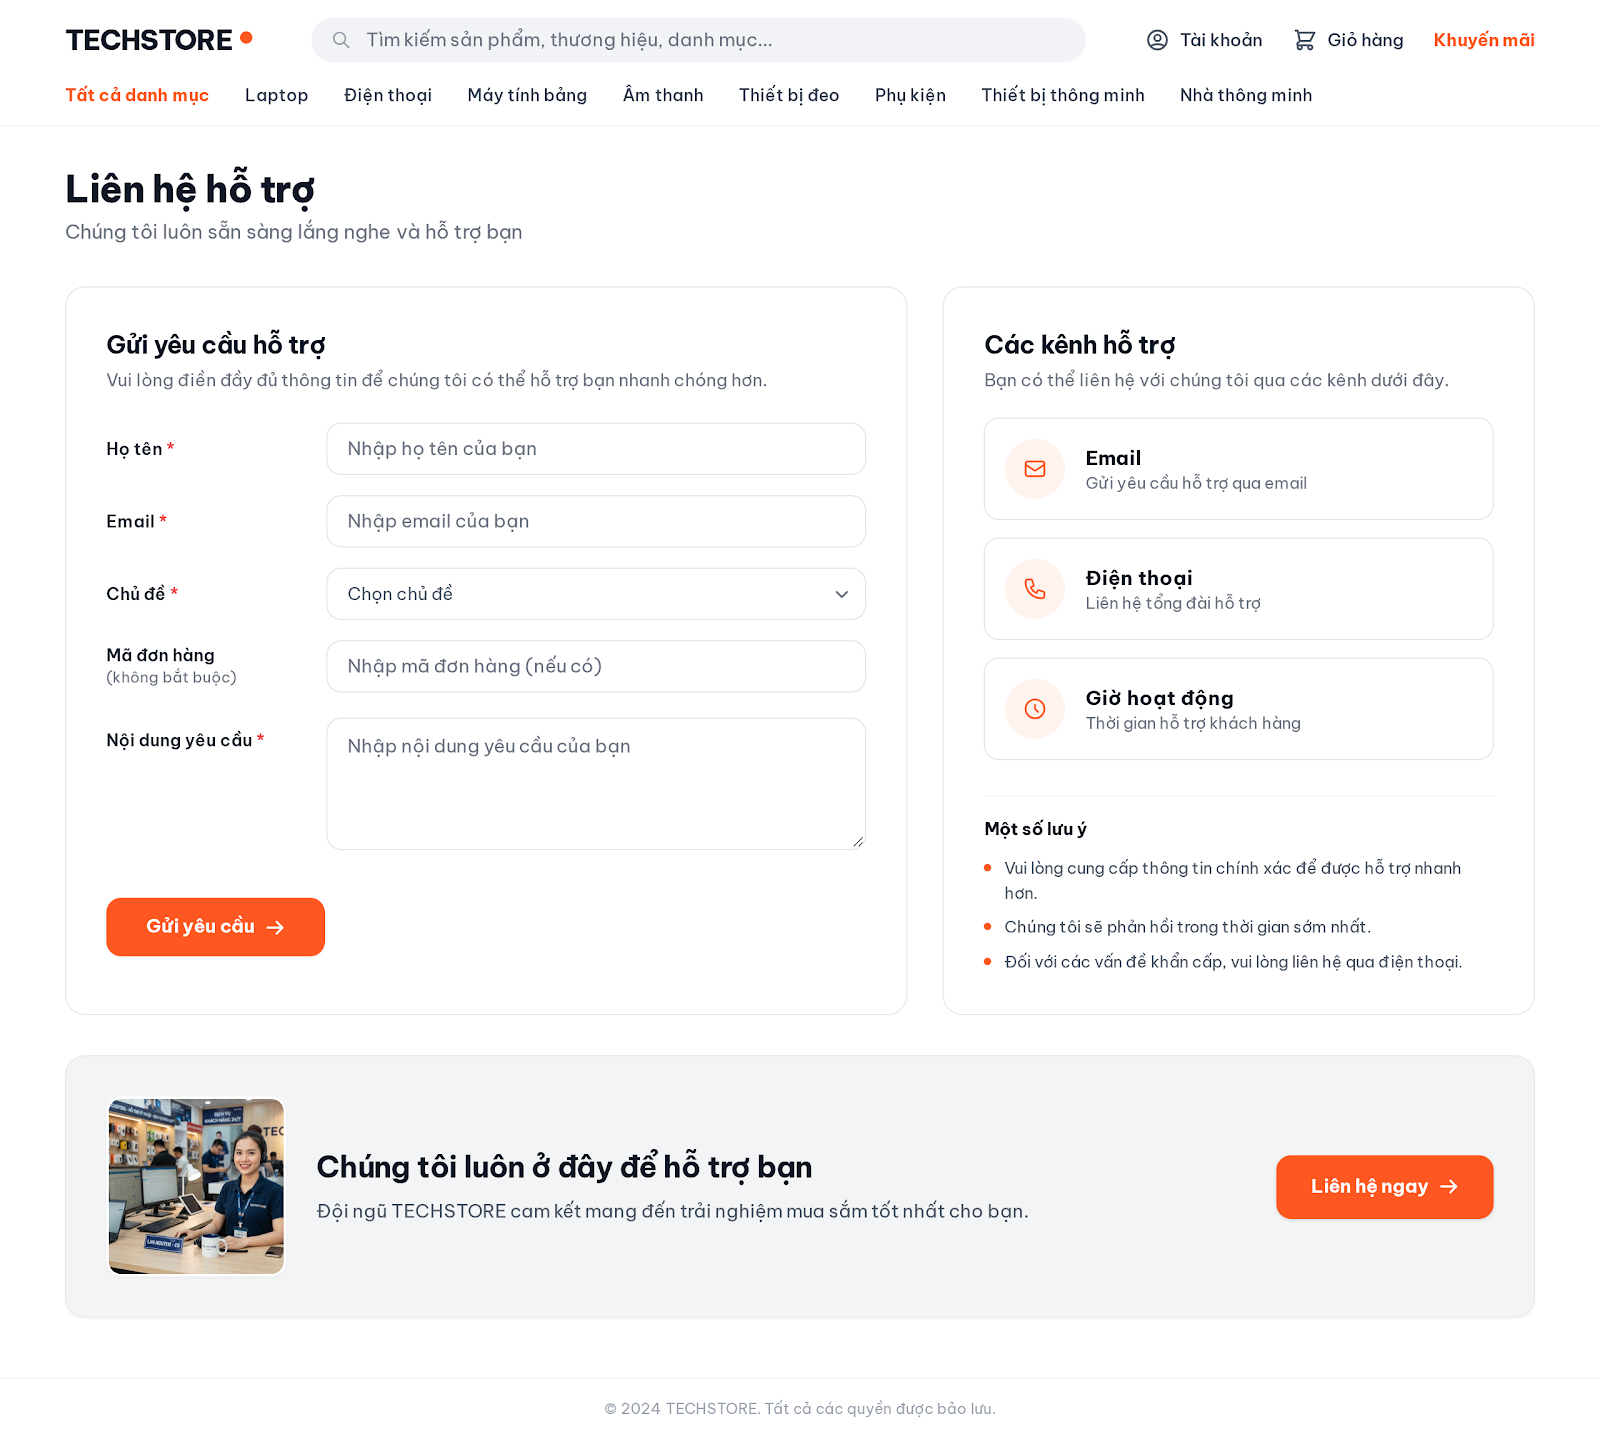 TECHSTORE
Tìm kiếm sản phẩm, thương hiệu, danh mục...
Tài khoản
Giỏ hàng
Khuyến mãi
Tất cả danh mục
Laptop
Điện thoại
Máy tính bảng
Âm thanh
Thiết bị đeo
Phụ kiện
Thiết bị thông minh
Nhà thông minh
Liên hệ hỗ trợ
Chúng tôi luôn sẵn sàng lắng nghe và hỗ trợ bạn
Gửi yêu cầu hỗ trợ
Vui lòng điền đầy đủ thông tin để chúng tôi có thể hỗ trợ bạn nhanh chóng hơn.
Họ tên *
Nhập họ tên của bạn
Email *
Nhập email của bạn
Chủ đề *
Chọn chủ đề
Mã đơn hàng
(không bắt buộc)
Nhập mã đơn hàng (nếu có)
Nội dung yêu cầu *
Nhập nội dung yêu cầu của bạn
Gửi yêu cầu
Các kênh hỗ trợ
Bạn có thể liên hệ với chúng tôi qua các kênh dưới đây.
Email
Gửi yêu cầu hỗ trợ qua email
Điện thoại
Liên hệ tổng đài hỗ trợ
Giờ hoạt động
Thời gian hỗ trợ khách hàng
Một số lưu ý
Vui lòng cung cấp thông tin chính xác để được hỗ trợ nhanh
hơn.
Chúng tôi sẽ phản hồi trong thời gian sớm nhất.
Đối với các vấn đề khẩn cấp, vui lòng liên hệ qua điện thoại.
DỊCH VỤ
KHÁCH HÀNG 24/7
TEC
LAN NGUYEN - CS
Chúng tôi luôn ở đây để hỗ trợ bạn
Đội ngũ TECHSTORE cam kết mang đến trải nghiệm mua sắm tốt nhất cho bạn.
Liên hệ ngay
© 2024 TECHSTORE. Tất cả các quyền được bảo lưu.